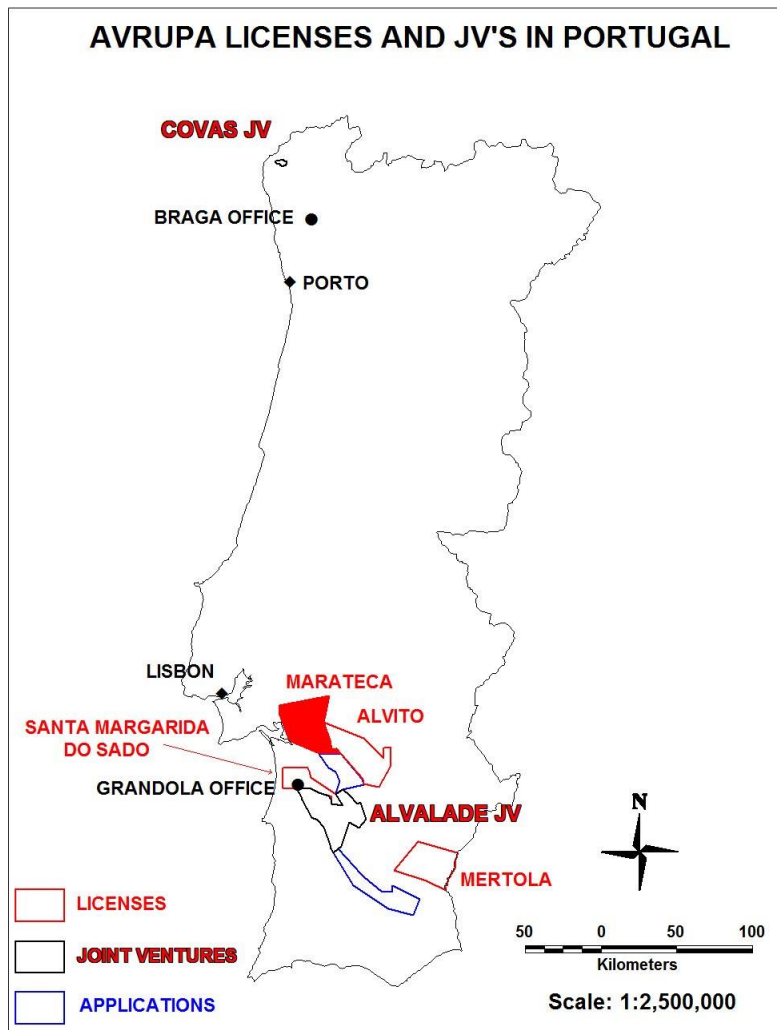 AVRUPA LICENSES AND JV'S IN PORTUGAL
COVAS JV
BRAGA OFFICE
PORTO
LISBON
MARATECA
ALVITO
SANTA MARGARIDA
DO SADO
GRANDOLA OFFICE
ALVALADE JV
MERTOLA
N
LICENSES
JOINT VENTURES
APPLICATIONS
50 0 50 100
Kilometers
Scale: 1:2,500,000